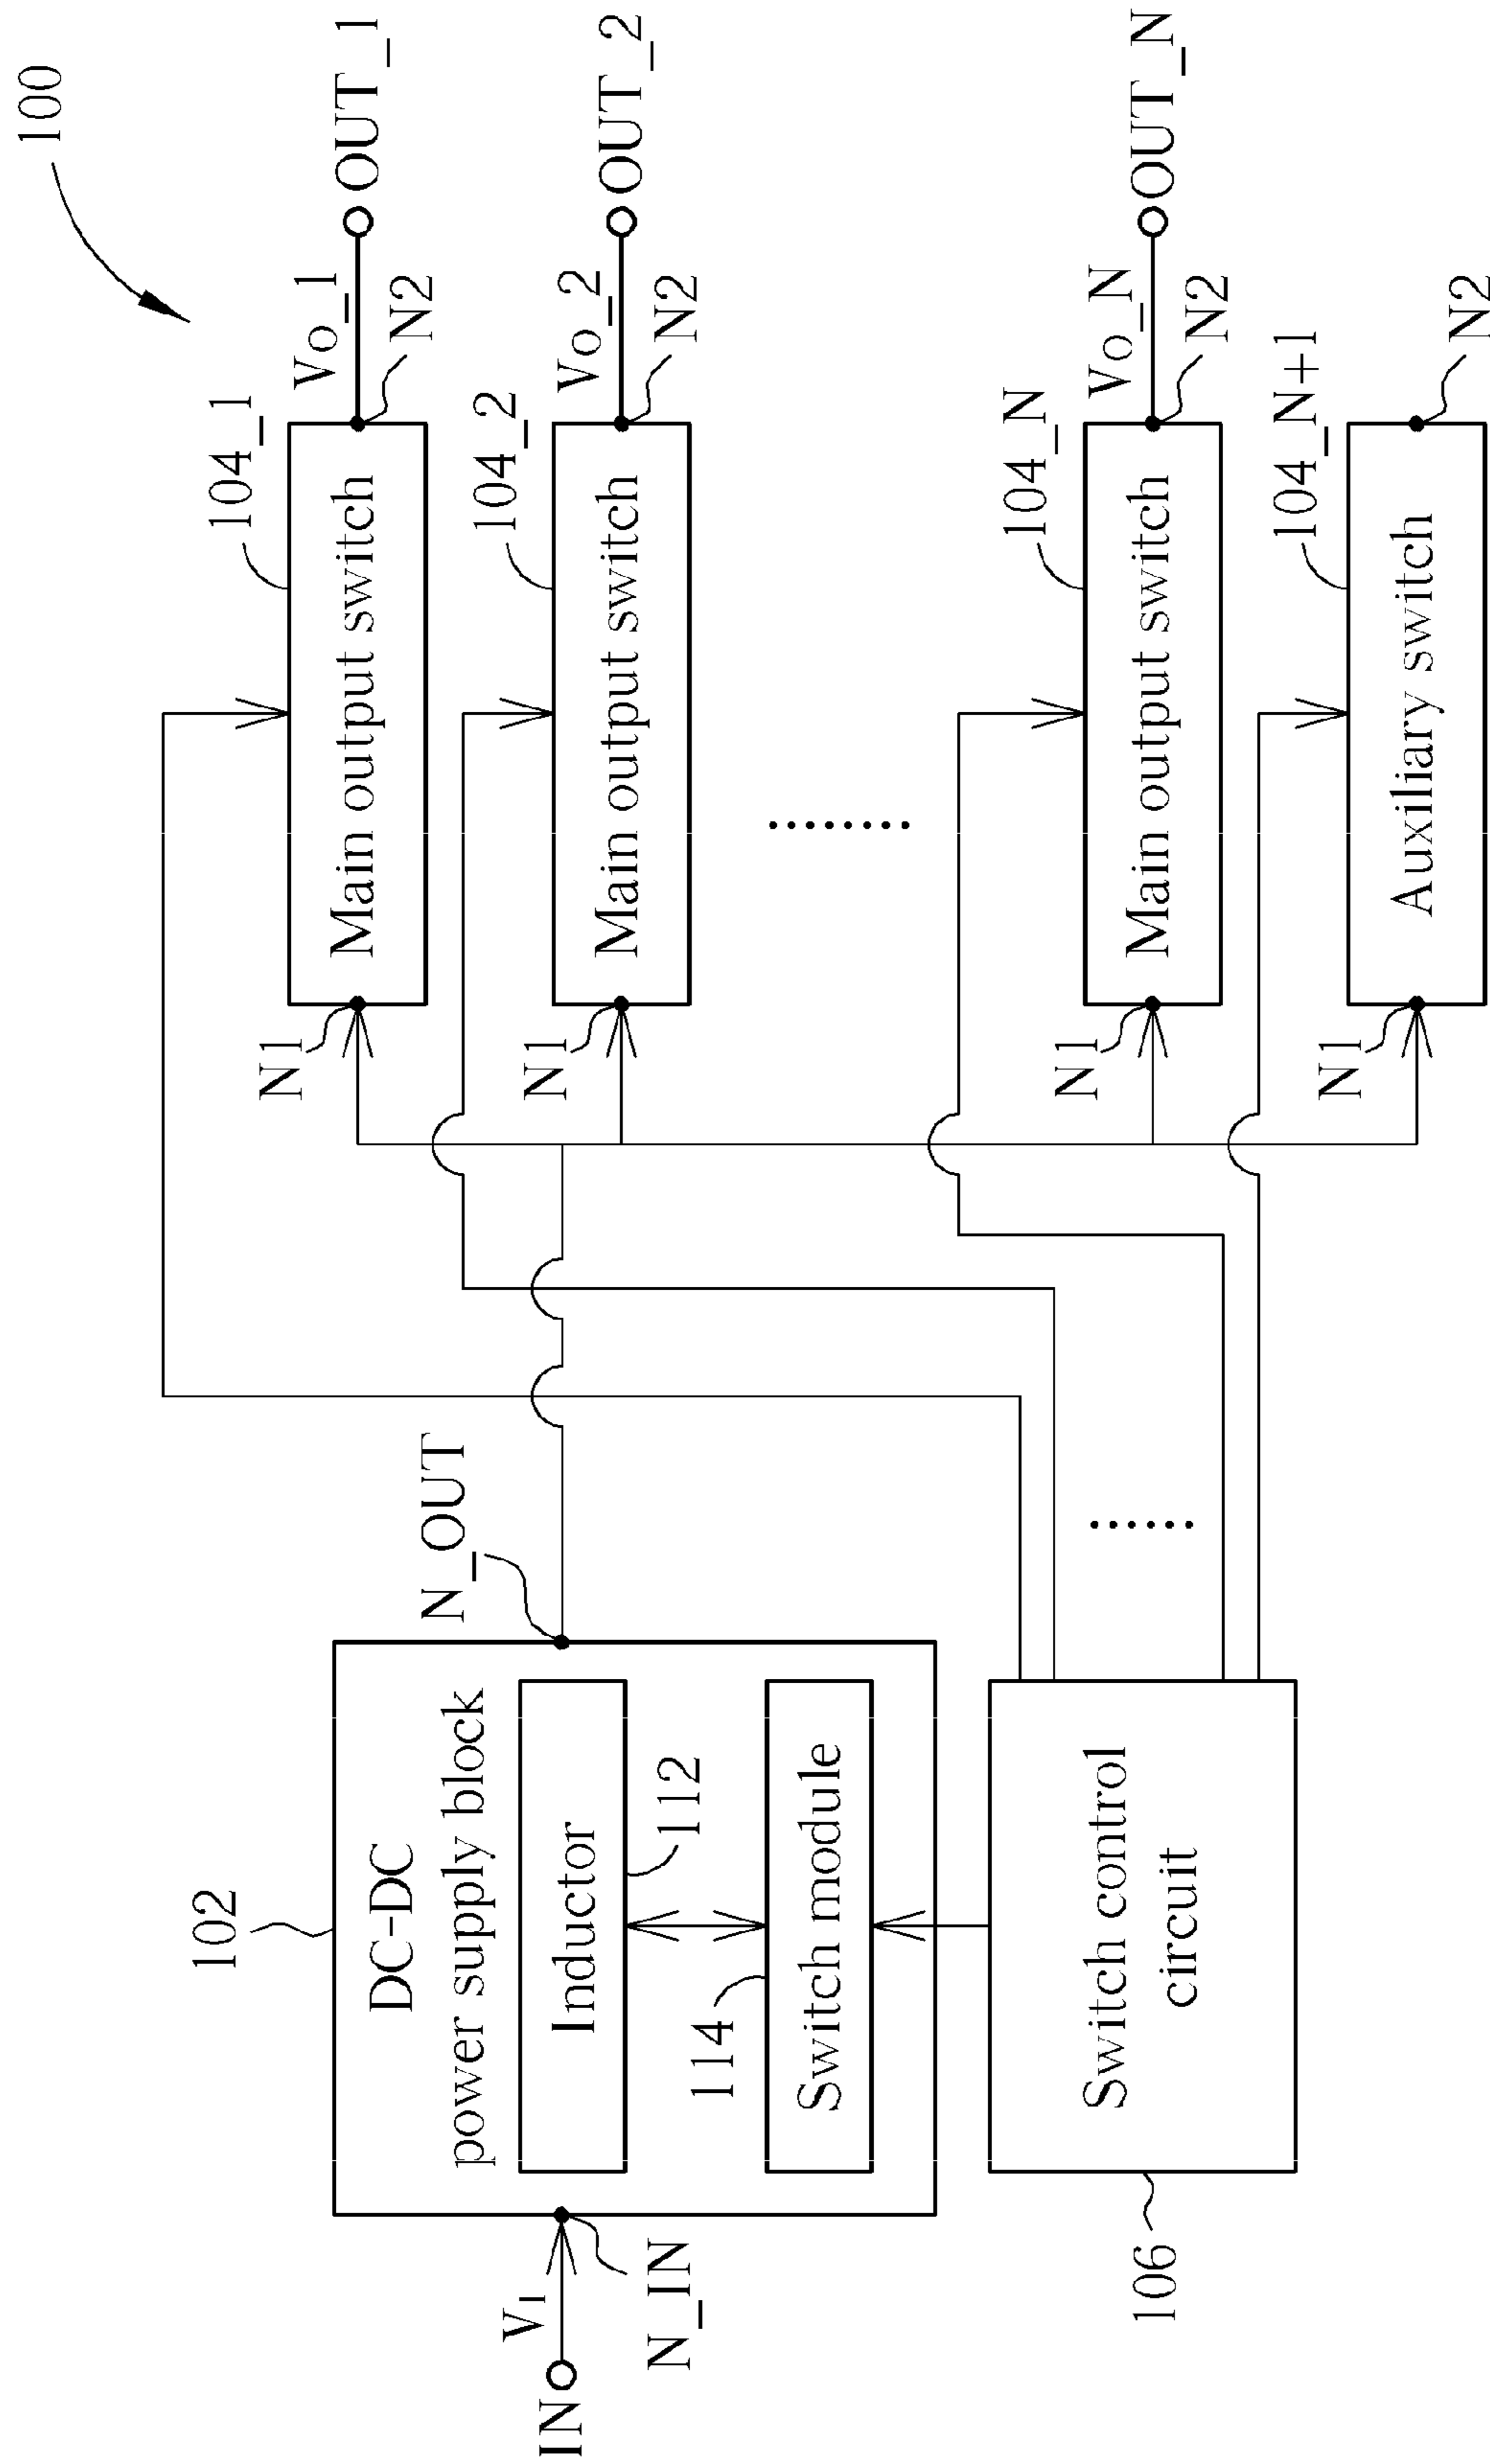 100
104_1
Main output switch
N1
N2
Vo_1
OUT_1
104_2
Main output switch
N1
N2
Vo_2
OUT_2
104_N
Main output switch
N1
N2
Vo_N
OUT_N
104_N+1
Auxiliary switch
N1
N2
102
DC-DC
power supply block
N_OUT
Inductor
112
114
Switch module
IN
VI
N_IN
Switch control
circuit
106